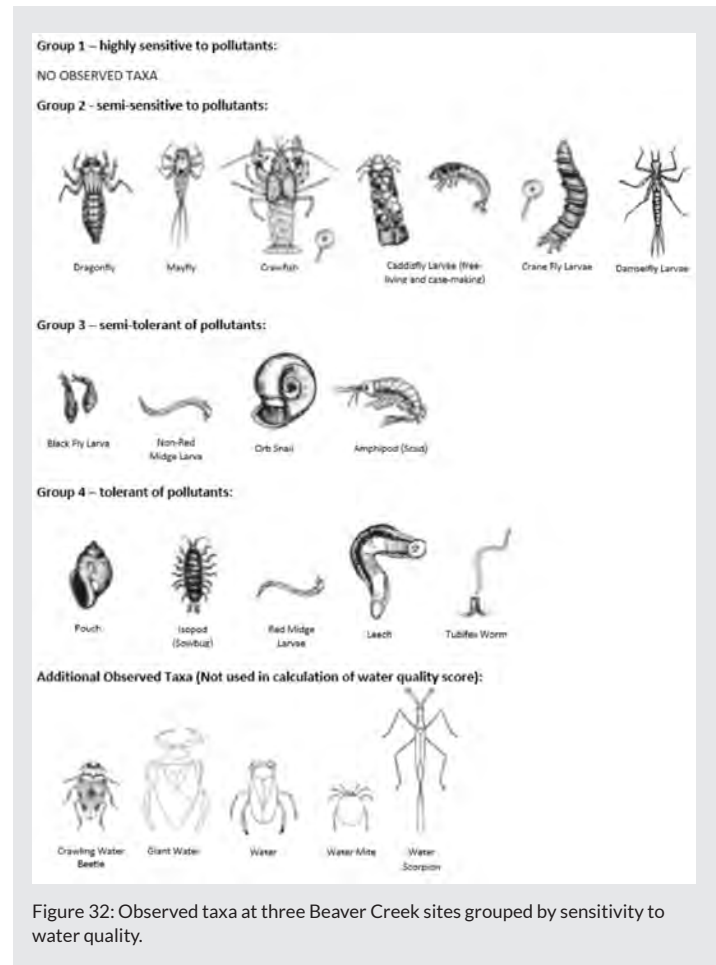 Group 1 – highly sensitive to pollutants:
NO OBSERVED TAXA
Group 2 - semi-sensitive to pollutants:
Dragonfly
Mayfly
Crawfish
Caddisfly Larvae (free-
living and case-making)
Crane Fly Larvae
Damselfly Larvae
Group 3 – semi-tolerant of pollutants:
Black Fly Larva
Non-Red
Midge Larva
Orb Snail
Amphipod (Scud)
Group 4 – tolerant of pollutants:
Pouch
Isopod
(Sowbug)
Red Midge
Larvae
Leech
Tubifex Worm
Additional Observed Taxa (Not used in calculation of water quality score):
Crawling Water
Beetle
Giant Water
Water
Water Mite
Water
Scorpion
Figure 32: Observed taxa at three Beaver Creek sites grouped by sensitivity to
water quality.